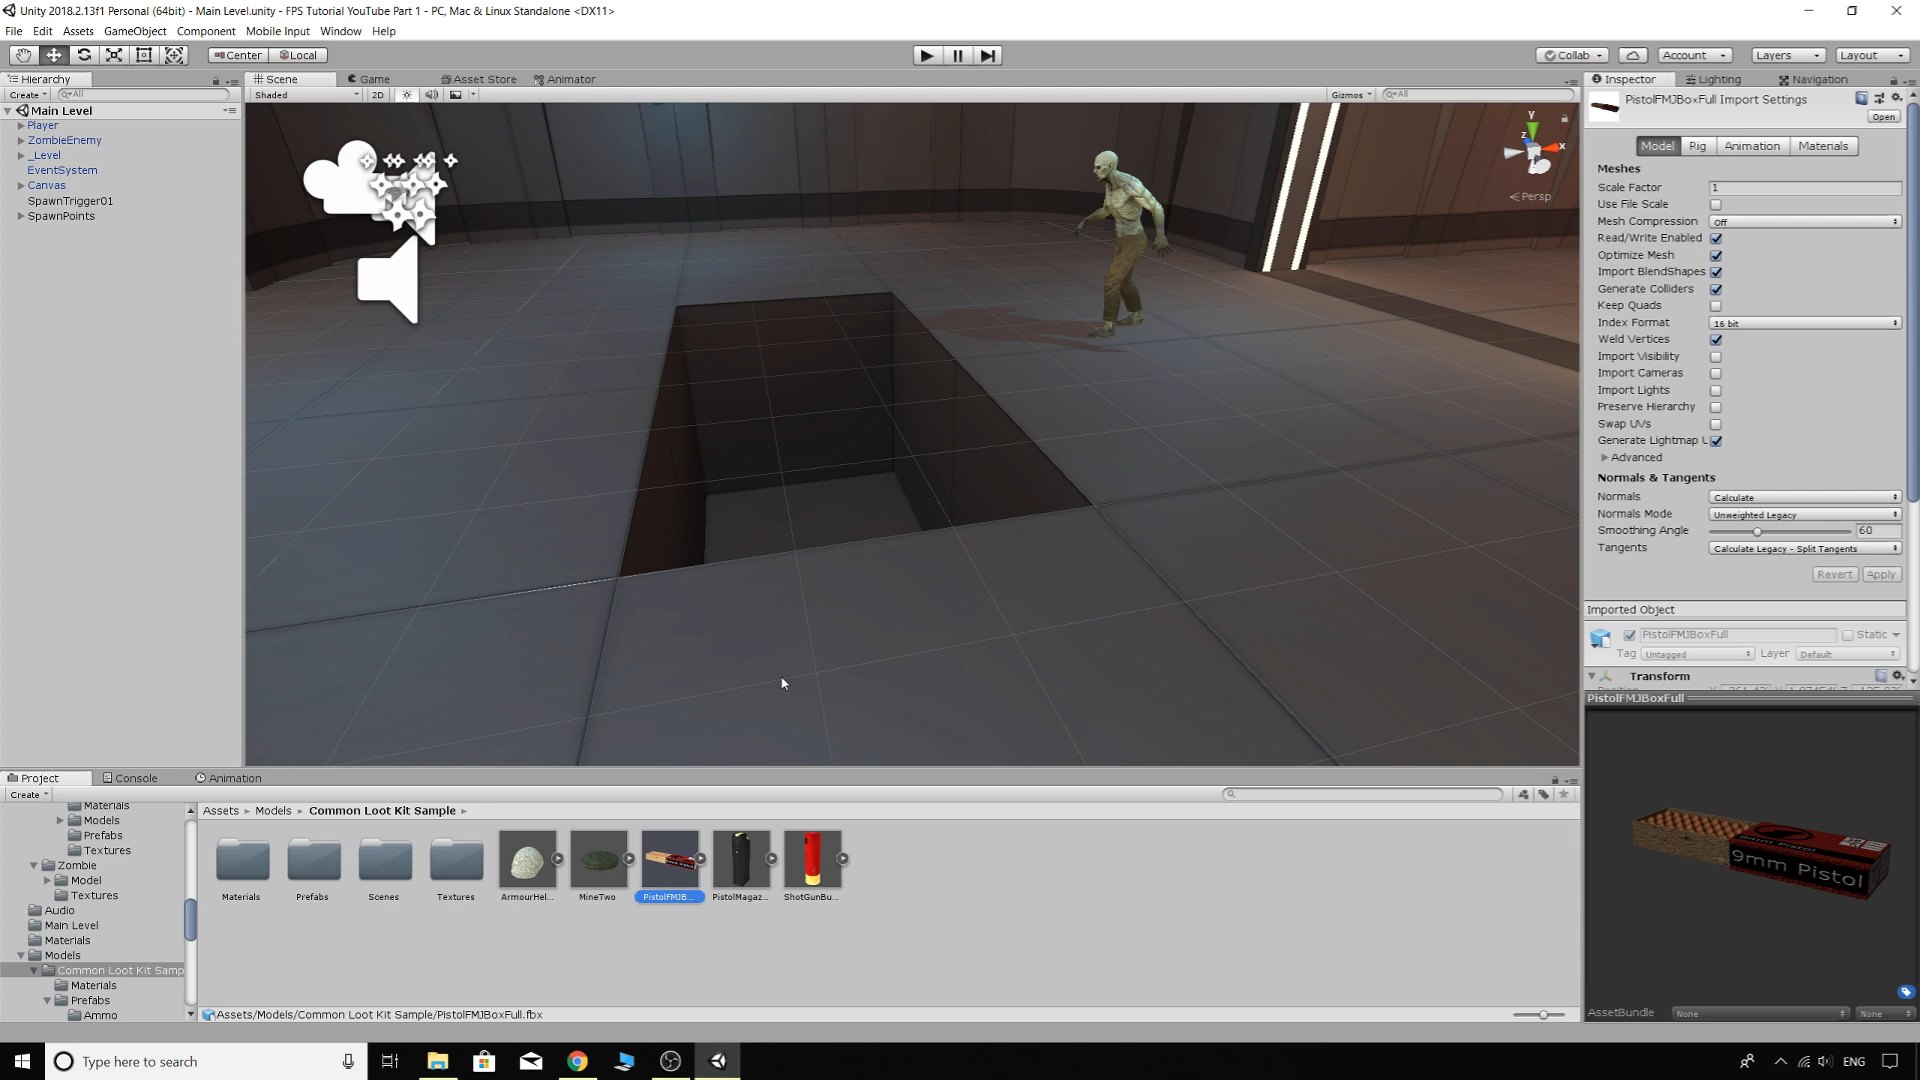 Unity 2018.2.13f1 Personal (64bit) - Main Level.unity - FPS Tutorial YouTube Part 1 - PC, Mac & Linux Standalone <DX11>
File Edit Assets GameObject Component Mobile Input Window Help
Center Local Collab Account Layers Layout
Hierarchy Scene Game Asset Store Animator Inspector Lighting Navigation
Create All Shaded 2D Gizmos All
Main Level
Player
ZombieEnemy
_Level
EventSystem
Canvas
SpawnTrigger01
SpawnPoints
y
z
x
Persp
PistolFMJBoxFull Import Settings
Open
Model Rig Animation Materials
Meshes
Scale Factor 1
Use File Scale
Mesh Compression Off
Read/Write Enabled
Optimize Mesh
Import BlendShapes
Generate Colliders
Keep Quads
Index Format 16 bit
Weld Vertices
Import Visibility
Import Cameras
Import Lights
Preserve Hierarchy
Swap UVs
Generate Lightmap U
Advanced
Normals & Tangents
Normals Calculate
Normals Mode Unweighted Legacy
Smoothing Angle 60
Tangents Calculate Legacy - Split Tangents
Revert Apply
Imported Object
PistolFMJBoxFull Static
Tag Untagged Layer Default
Transform
PistolFMJBoxFull
9mm Pistol
9mm Pistol
AssetBundle None None
Project Console Animation
Create
Materials
Models
Prefabs
Textures
Zombie
Model
Textures
Audio
Main Level
Materials
Models
Common Loot Kit Samp
Materials
Prefabs
Ammo
Assets Models Common Loot Kit Sample
Materials Prefabs Scenes Textures ArmourHel... MineTwo PistolFMJB... PistolMagaz... ShotGunBu...
Assets/Models/Common Loot Kit Sample/PistolFMJBoxFull.fbx
Type here to search
ENG